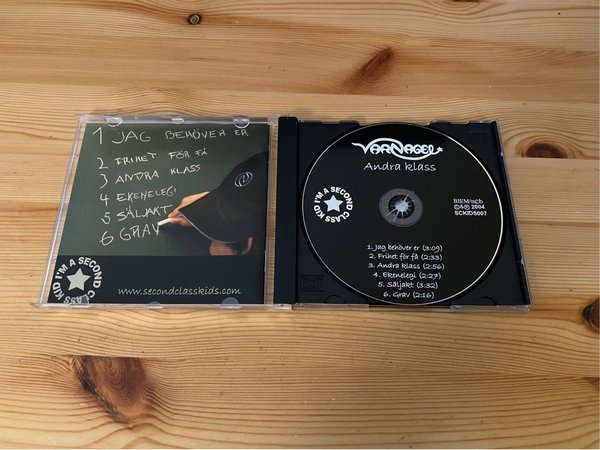 1 JAG BEHÖVER ER
2 FRIHET FÖR FÅ
3 ANDRA KLASS
4 EKENELEGI
5 SÄLJAKT
6 GRAV
I'M A SECOND CLASS KID
www.secondclasskids.com
VARNAGEL
Andra klass
I'M A SECOND CLASS KID
BIEM/n©b
©&℗ 2004
SCKIDS007
1. Jag behöver er (3:09)
2. Frihet för få (2:33)
3. Andra klass (2:56)
4. Ekenelegi (2:27)
5. Säljakt (3:32)
6. Grav (2:16)